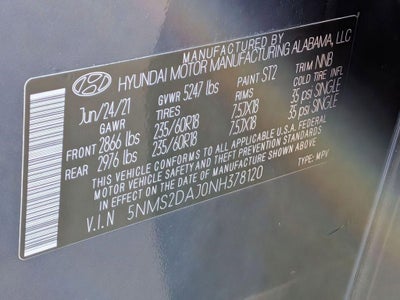 MANUFACTURED BY
HYUNDAI MOTOR MANUFACTURING ALABAMA, LLC
Jun/24/21 GVWR 5247 lbs PAINT ST2 TRIM NNB
GAWR TIRES RIMS COLD TIRE INFL
FRONT 2866 lbs 235/60R18 7.5JX18 35 psi SINGLE
REAR 2976 lbs 235/60R18 7.5JX18 35 psi SINGLE
THIS VEHICLE CONFORMS TO ALL APPLICABLE U.S.A FEDERAL
MOTOR VEHICLE SAFETY AND THEFT PREVENTION STANDARDS
IN EFFECT ON THE DATE OF MANUFACTURE SHOWN ABOVE.
V.I.N 5NMS2DAJ0NH378120 TYPE: MPV